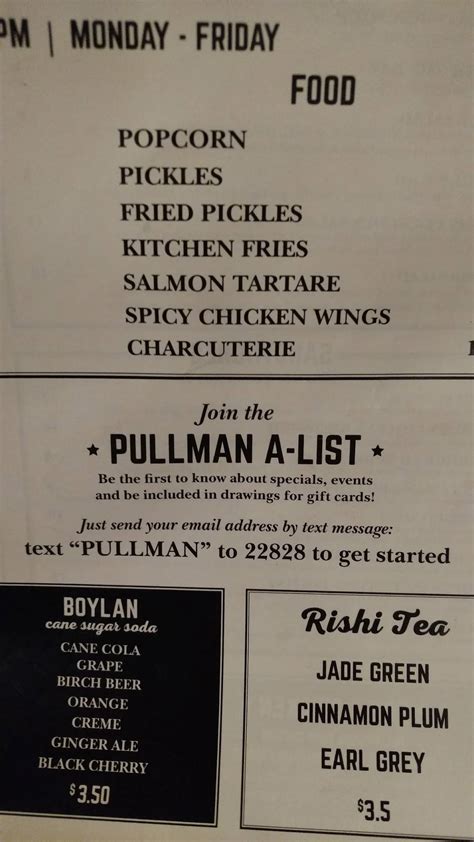 PM | MONDAY - FRIDAY
FOOD
POPCORN
PICKLES
FRIED PICKLES
KITCHEN FRIES
SALMON TARTARE
SPICY CHICKEN WINGS
CHARCUTERIE
Join the
PULLMAN A-LIST
Be the first to know about specials, events
and be included in drawings for gift cards!
Just send your email address by text message:
text “PULLMAN” to 22828 to get started
BOYLAN
cane sugar soda
CANE COLA
GRAPE
BIRCH BEER
ORANGE
CREME
GINGER ALE
BLACK CHERRY
$3.50
Rishi Tea
JADE GREEN
CINNAMON PLUM
EARL GREY
$3.5